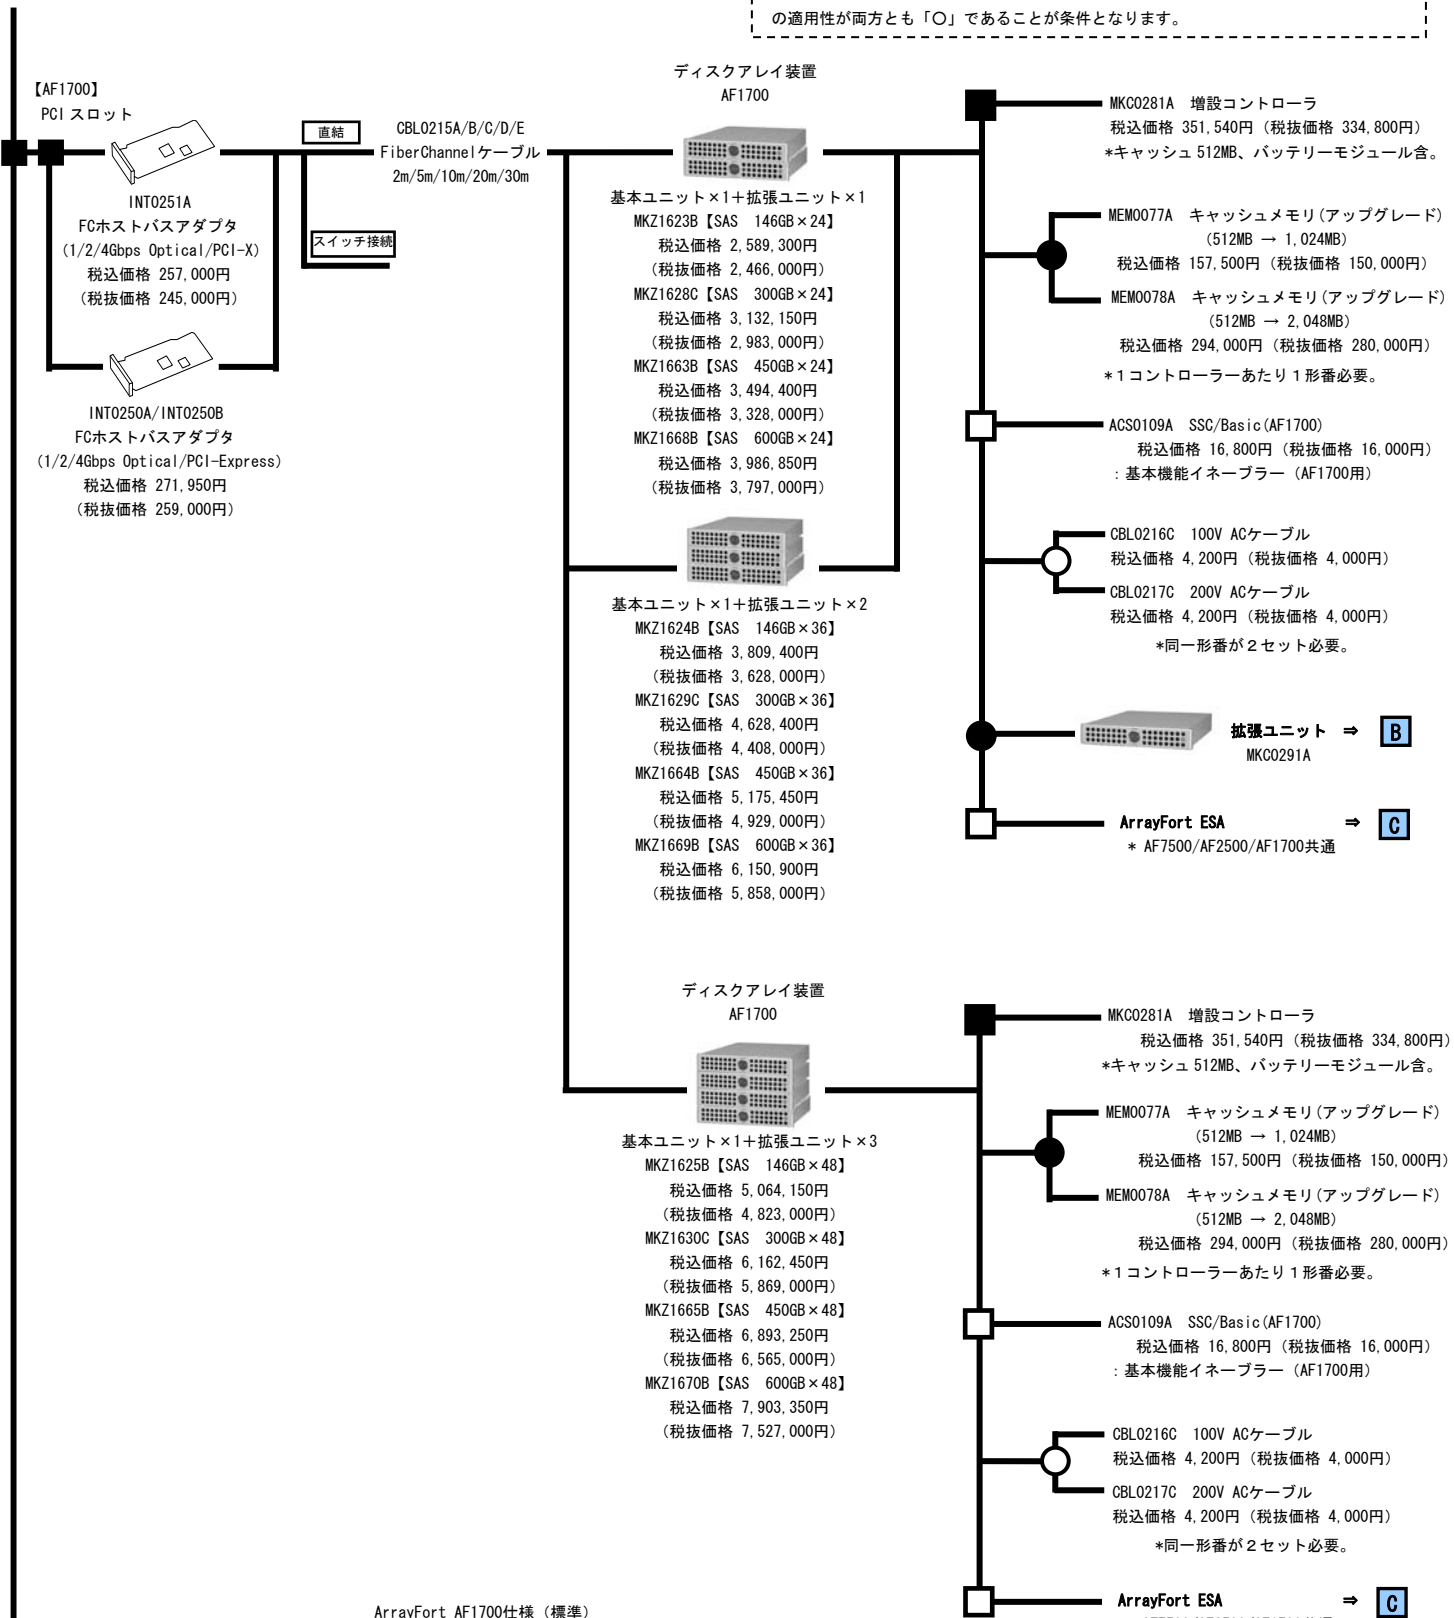 の適用性が両方とも「○」であることが条件となります。
【AF1700】
PCI スロット
INT0251A
FCホストバスアダプタ
(1/2/4Gbps Optical/PCI-X)
税込価格 257,000円
(税抜価格 245,000円)
INT0250A/INT0250B
FCホストバスアダプタ
(1/2/4Gbps Optical/PCI-Express)
税込価格 271,950円
(税抜価格 259,000円)
直結
スイッチ接続
CBL0215A/B/C/D/E
FiberChannelケーブル
2m/5m/10m/20m/30m
ディスクアレイ装置
AF1700
基本ユニット×1+拡張ユニット×1
MKZ1623B【SAS 146GB×24】
税込価格 2,589,300円
(税抜価格 2,466,000円)
MKZ1628C【SAS 300GB×24】
税込価格 3,132,150円
(税抜価格 2,983,000円)
MKZ1663B【SAS 450GB×24】
税込価格 3,494,400円
(税抜価格 3,328,000円)
MKZ1668B【SAS 600GB×24】
税込価格 3,986,850円
(税抜価格 3,797,000円)
基本ユニット×1+拡張ユニット×2
MKZ1624B【SAS 146GB×36】
税込価格 3,809,400円
(税抜価格 3,628,000円)
MKZ1629C【SAS 300GB×36】
税込価格 4,628,400円
(税抜価格 4,408,000円)
MKZ1664B【SAS 450GB×36】
税込価格 5,175,450円
(税抜価格 4,929,000円)
MKZ1669B【SAS 600GB×36】
税込価格 6,150,900円
(税抜価格 5,858,000円)
MKC0281A 増設コントローラ
税込価格 351,540円(税抜価格 334,800円)
*キャッシュ512MB、バッテリーモジュール含。
MEM0077A キャッシュメモリ(アップグレード)
(512MB → 1,024MB)
税込価格 157,500円(税抜価格 150,000円)
MEM0078A キャッシュメモリ(アップグレード)
(512MB → 2,048MB)
税込価格 294,000円(税抜価格 280,000円)
*1コントローラーあたり1形番必要。
ACS0109A SSC/Basic(AF1700)
税込価格 16,800円(税抜価格 16,000円)
:基本機能イネーブラー(AF1700用)
CBL0216C 100V ACケーブル
税込価格 4,200円(税抜価格 4,000円)
CBL0217C 200V ACケーブル
税込価格 4,200円(税抜価格 4,000円)
*同一形番が2セット必要。
拡張ユニット ⇒ B
MKC0291A
ArrayFort ESA ⇒ C
* AF7500/AF2500/AF1700共通
ディスクアレイ装置
AF1700
基本ユニット×1+拡張ユニット×3
MKZ1625B【SAS 146GB×48】
税込価格 5,064,150円
(税抜価格 4,823,000円)
MKZ1630C【SAS 300GB×48】
税込価格 6,162,450円
(税抜価格 5,869,000円)
MKZ1665B【SAS 450GB×48】
税込価格 6,893,250円
(税抜価格 6,565,000円)
MKZ1670B【SAS 600GB×48】
税込価格 7,903,350円
(税抜価格 7,527,000円)
MKC0281A 増設コントローラ
税込価格 351,540円(税抜価格 334,800円)
*キャッシュ512MB、バッテリーモジュール含。
MEM0077A キャッシュメモリ(アップグレード)
(512MB → 1,024MB)
税込価格 157,500円(税抜価格 150,000円)
MEM0078A キャッシュメモリ(アップグレード)
(512MB → 2,048MB)
税込価格 294,000円(税抜価格 280,000円)
*1コントローラーあたり1形番必要。
ACS0109A SSC/Basic(AF1700)
税込価格 16,800円(税抜価格 16,000円)
:基本機能イネーブラー(AF1700用)
CBL0216C 100V ACケーブル
税込価格 4,200円(税抜価格 4,000円)
CBL0217C 200V ACケーブル
税込価格 4,200円(税抜価格 4,000円)
*同一形番が2セット必要。
ArrayFort ESA ⇒ C
ArrayFort AF1700仕様(標準)